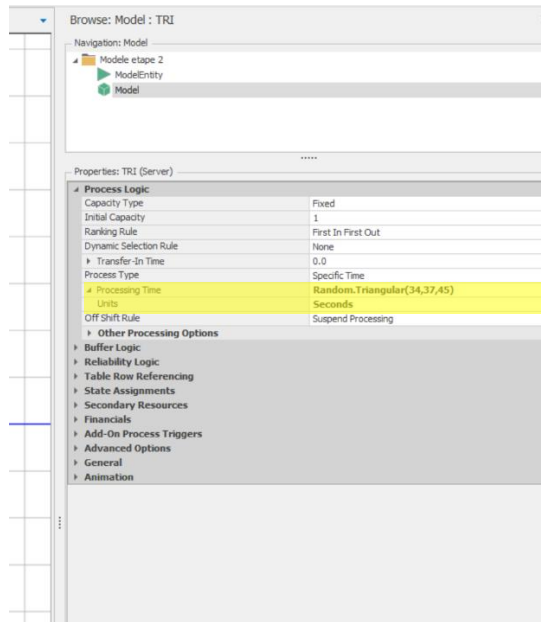 Browse: Model : TRI
Navigation: Model
Modele etape 2
ModelEntity
Model
Properties: TRI (Server)
Process Logic
Capacity Type Fixed
Initial Capacity 1
Ranking Rule First In First Out
Dynamic Selection Rule None
Transfer-In Time 0.0
Process Type Specific Time
Processing Time Random.Triangular(34,37,45)
Units Seconds
Off Shift Rule Suspend Processing
Other Processing Options
Buffer Logic
Reliability Logic
Table Row Referencing
State Assignments
Secondary Resources
Financials
Add-On Process Triggers
Advanced Options
General
Animation